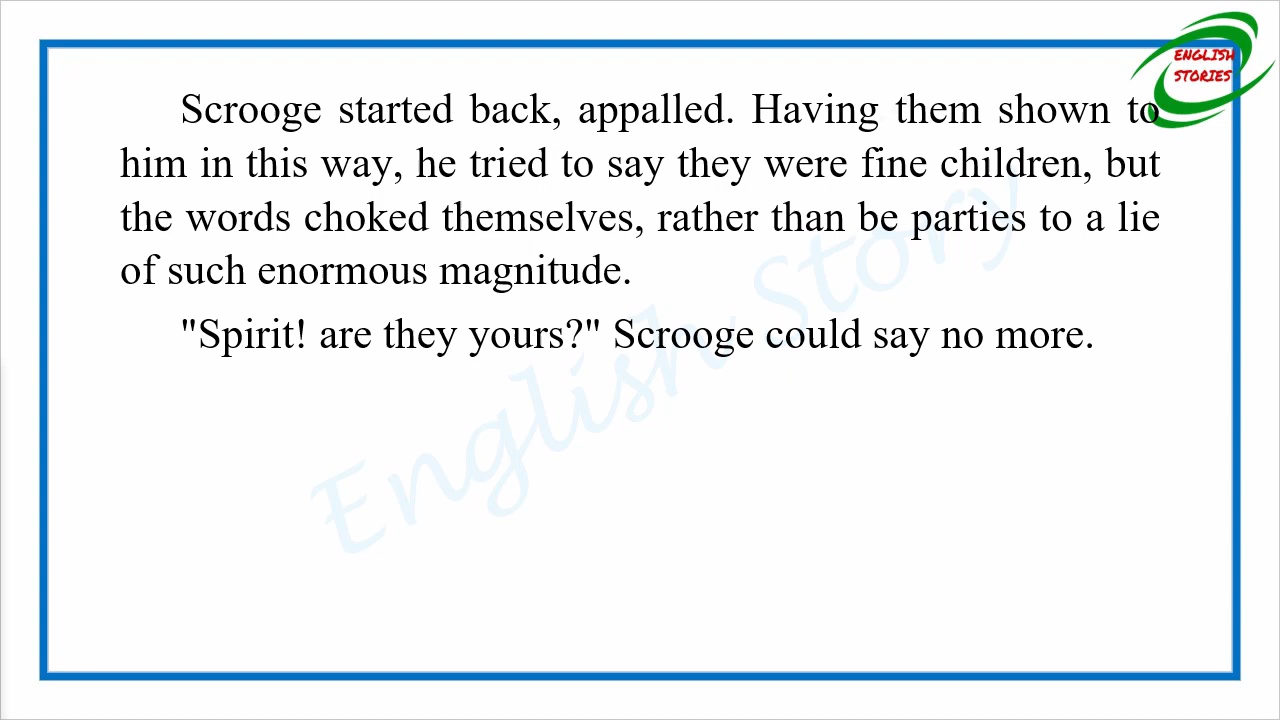 ENGLISH
STORIES
Scrooge started back, appalled. Having them shown to
him in this way, he tried to say they were fine children, but
the words choked themselves, rather than be parties to a lie
of such enormous magnitude.
"Spirit! are they yours?" Scrooge could say no more.
English Story